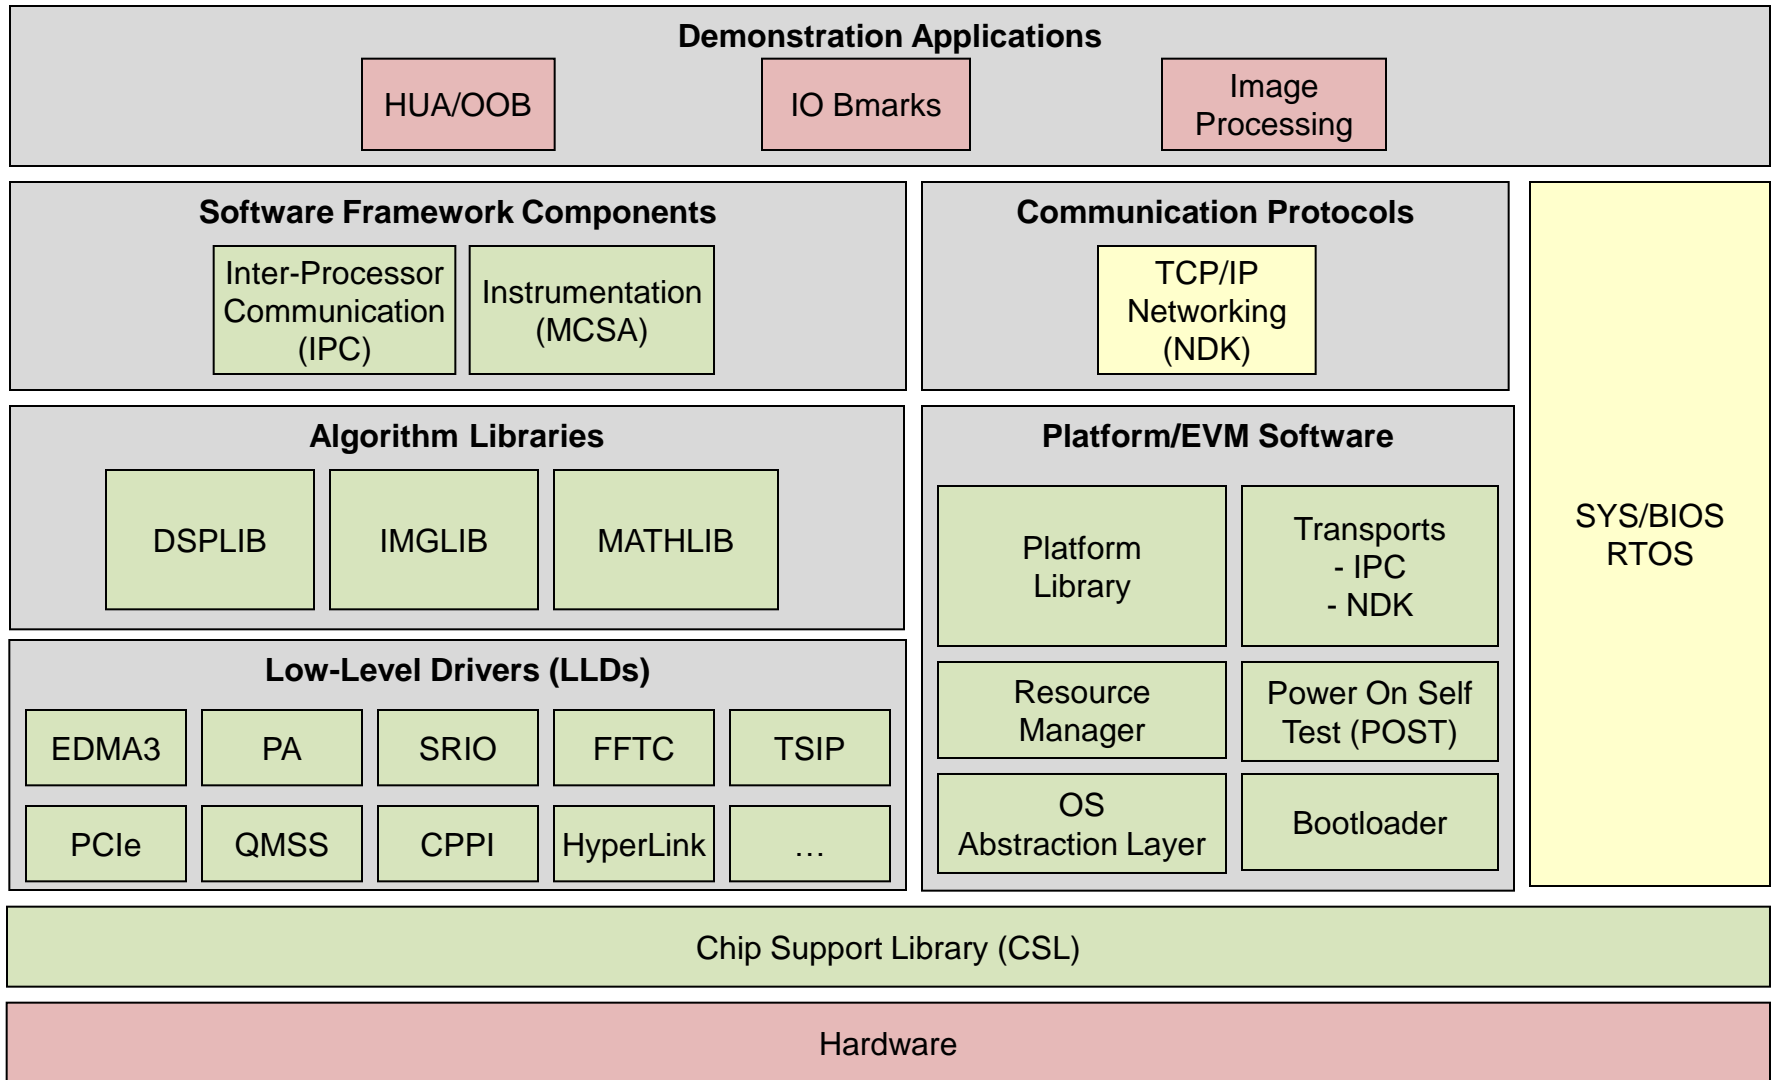 Demonstration Applications
HUA/OOB
IO Bmarks
Image
Processing
Software Framework Components
Inter-Processor
Communication
(IPC)
Instrumentation
(MCSA)
Communication Protocols
TCP/IP
Networking
(NDK)
SYS/BIOS
RTOS
Algorithm Libraries
DSPLIB
IMGLIB
MATHLIB
Platform/EVM Software
Platform
Library
Transports
- IPC
- NDK
Resource
Manager
Power On Self
Test (POST)
OS
Abstraction Layer
Bootloader
Low-Level Drivers (LLDs)
EDMA3
PA
SRIO
FFTC
TSIP
PCIe
QMSS
CPPI
HyperLink
…
Chip Support Library (CSL)
Hardware